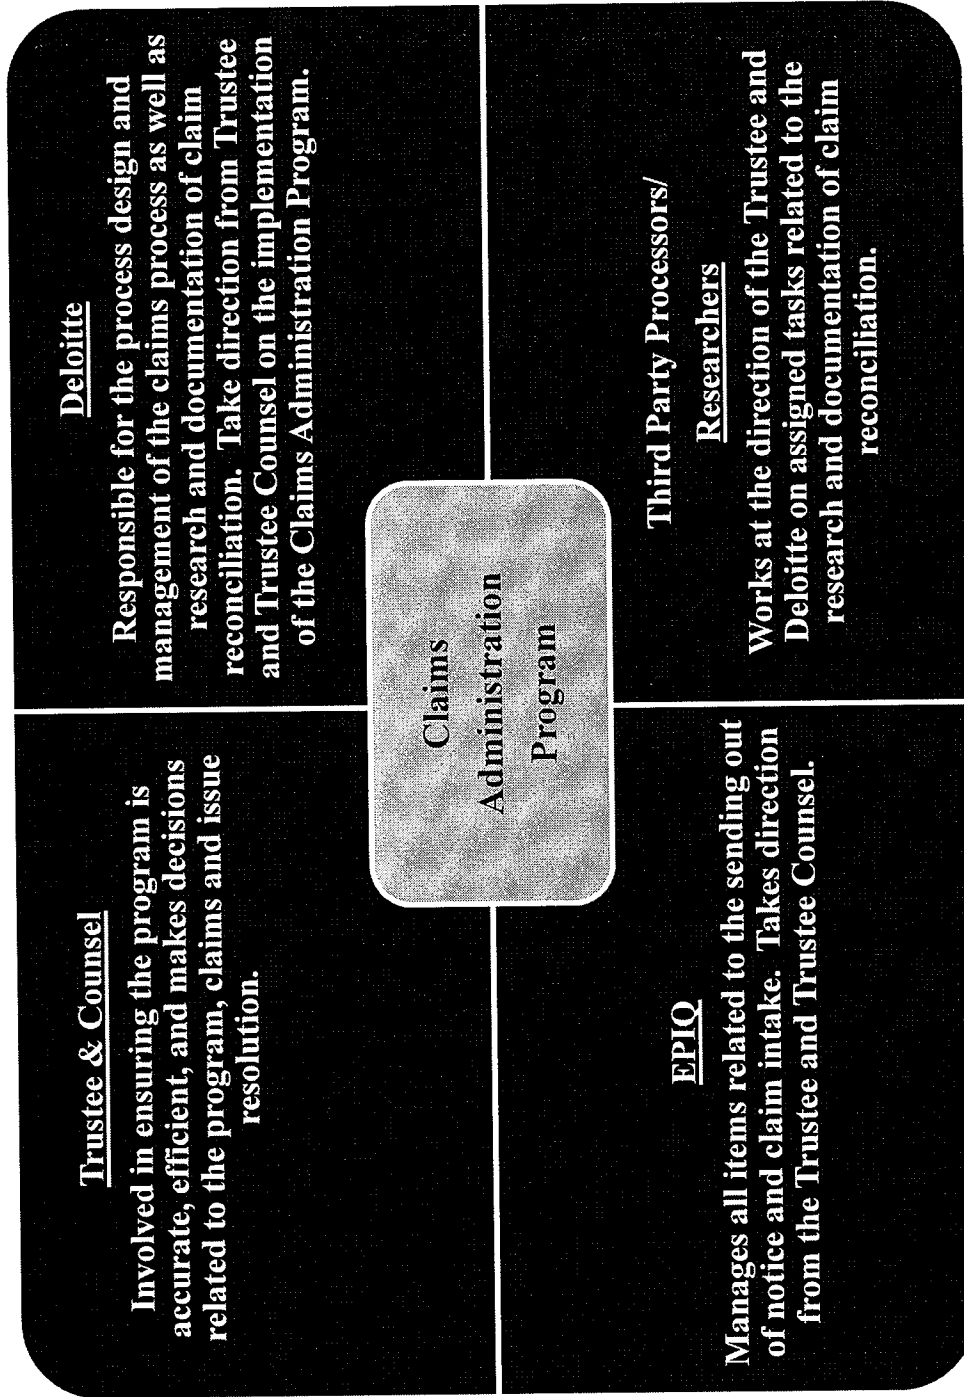 Trustee & Counsel
Involved in ensuring the program is
accurate, efficient, and makes decisions
related to the program, claims and issue
resolution.
Deloitte
Responsible for the process design and
management of the claims process as well as
research and documentation of claim
reconciliation. Take direction from Trustee
and Trustee Counsel on the implementation
of the Claims Administration Program.
Claims
Administration
Program
EPIQ
Manages all items related to the sending out
of notice and claim intake. Takes direction
from the Trustee and Trustee Counsel.
Third Party Processors/
Researchers
Works at the direction of the Trustee and
Deloitte on assigned tasks related to the
research and documentation of claim
reconciliation.